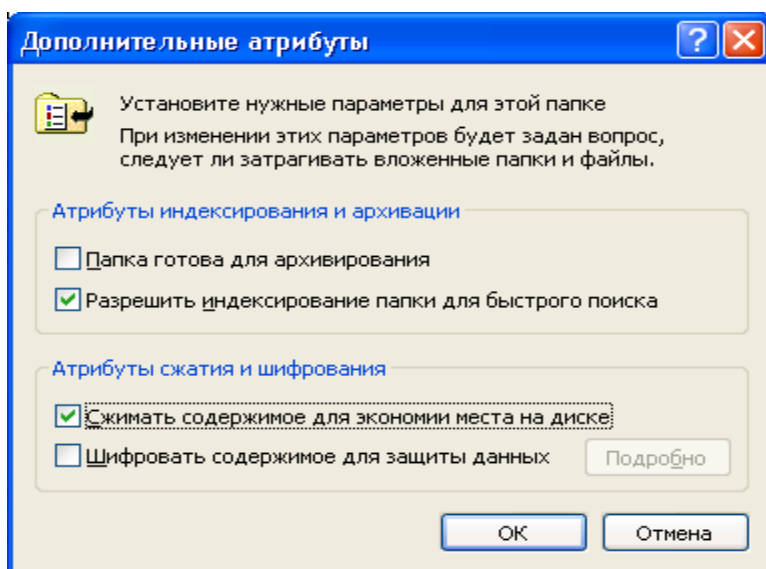 Дополнительные атрибуты
Установите нужные параметры для этой папке
При изменении этих параметров будет задан вопрос,
следует ли затрагивать вложенные папки и файлы.
Атрибуты индексирования и архивации
Папка готова для архивирования
Разрешить индексирование папки для быстрого поиска
Атрибуты сжатия и шифрования
Сжимать содержимое для экономии места на диске
Шифровать содержимое для защиты данных
Подробно
ОК
Отмена